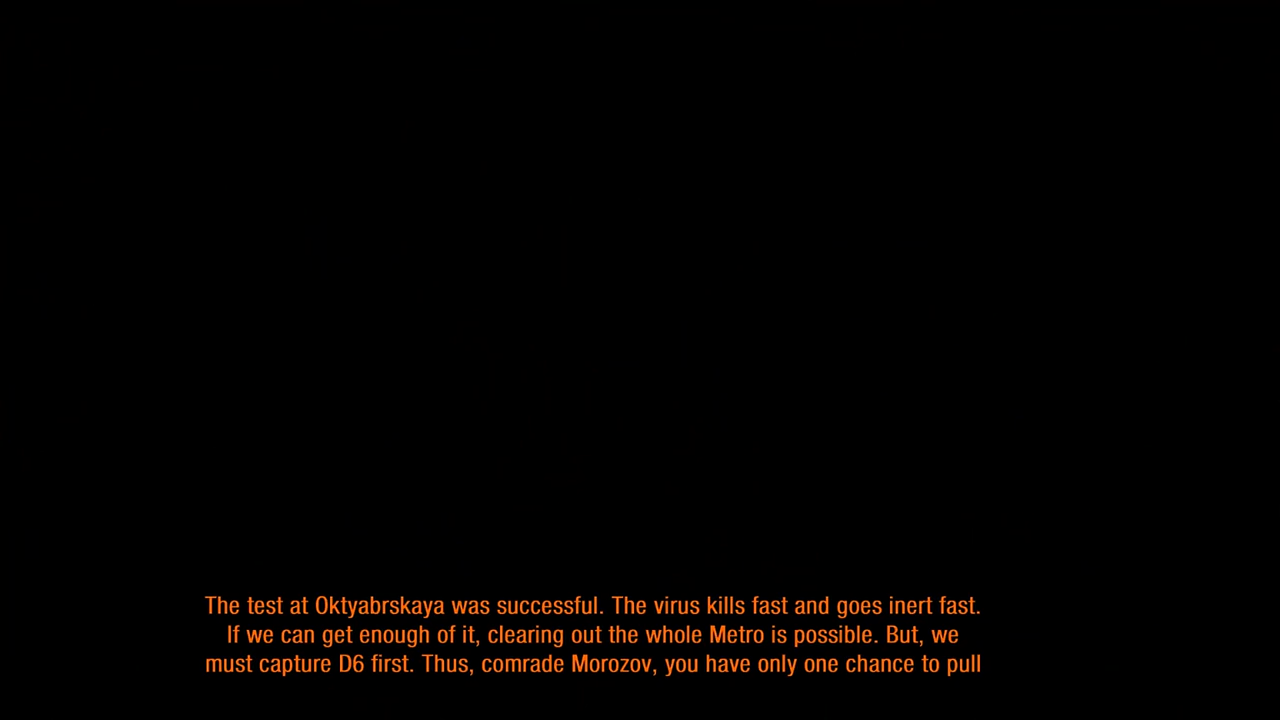 The test at Oktyabrskaya was successful. The virus kills fast and goes inert fast.
If we can get enough of it, clearing out the whole Metro is possible. But, we
must capture D6 first. Thus, comrade Morozov, you have only one chance to pull